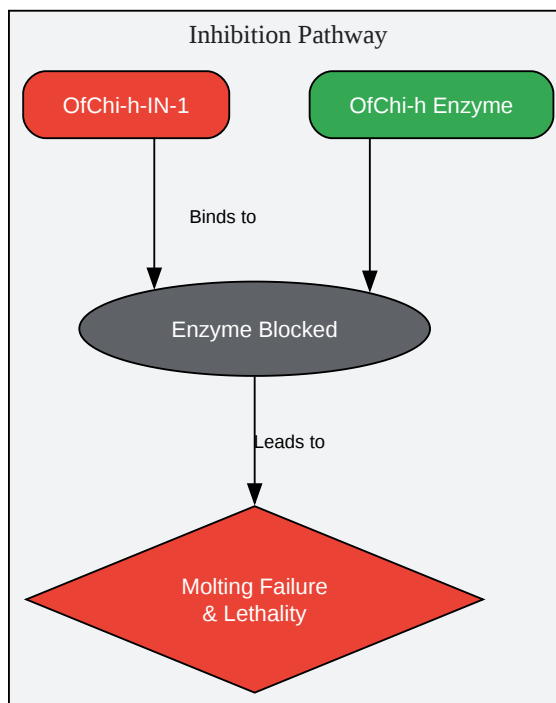 Inhibition Pathway
OfChi-h-IN-1
OfChi-h Enzyme
Binds to
Enzyme Blocked
Leads to
Molting Failure
& Lethality